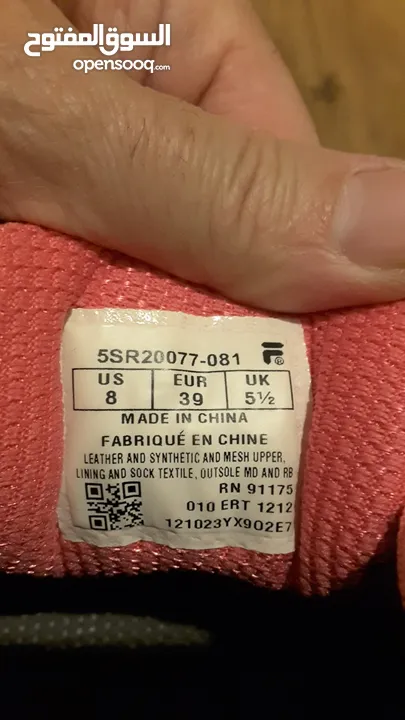 السوق المفتوح
opensooq.com
5SR20077-081 F®
US EUR UK
8 39 5½
MADE IN CHINA
FABRIQUÉ EN CHINE
LEATHER AND SYNTHETIC AND MESH UPPER,
LINING AND SOCK TEXTILE, OUTSOLE MD AND RB
RN 91175
010 ERT 1212
121023YX902E7